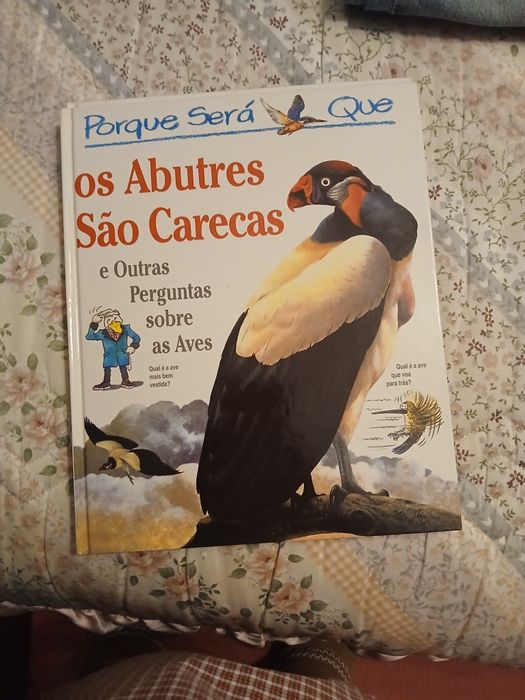 Porque Será Que
os Abutres
São Carecas
e Outras
Perguntas
sobre
as Aves
Qual é a ave
mais bem
vestida?
Qual é a ave
que voa
para trás?